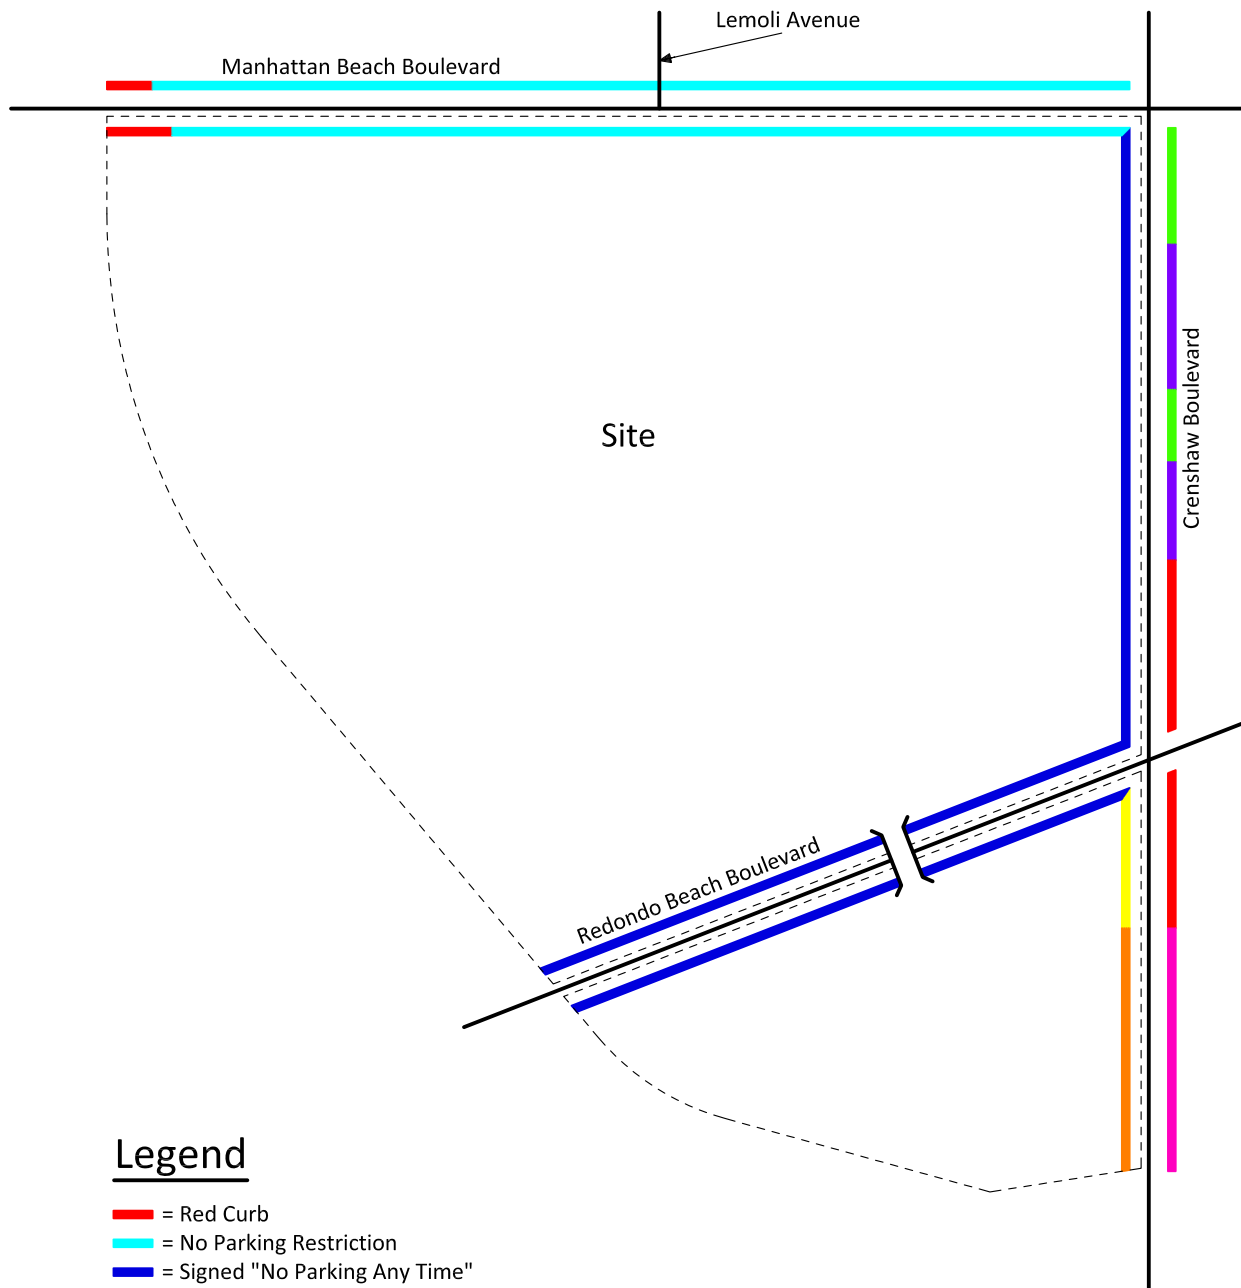 Lemoli Avenue
Manhattan Beach Boulevard
Site
Crenshaw Boulevard
Redondo Beach Boulevard
Legend
= Red Curb
= No Parking Restriction
= Signed "No Parking Any Time"